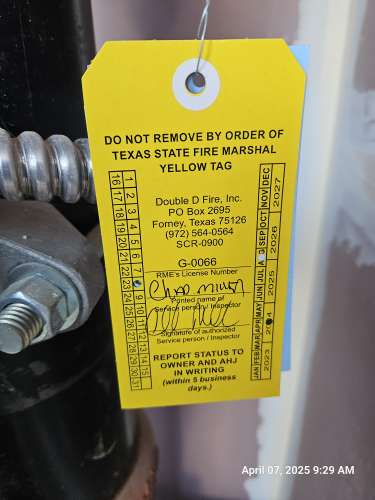 DO NOT REMOVE BY ORDER OF
TEXAS STATE FIRE MARSHAL
YELLOW TAG
Double D Fire, Inc.
PO Box 2695
Forney, Texas 75126
(972) 564-0564
SCR-0900
G-0066
RME's License Number
Printed name of
Service person / Inspector
Signature of authorized
Service person / Inspector
REPORT STATUS TO
OWNER AND AHJ
IN WRITING
(within 5 business
days.)
16 17 18 19 20 21 22 23 24 25 26 27 28 29 30 31
1 2 3 4 5 6 7 9 10 11 12 13 14 15
JAN FEB MAR APR MAY JUN JUL SEP OCT NOV DEC
2023 2025 2026 2027
April 07, 2025 9:29 AM